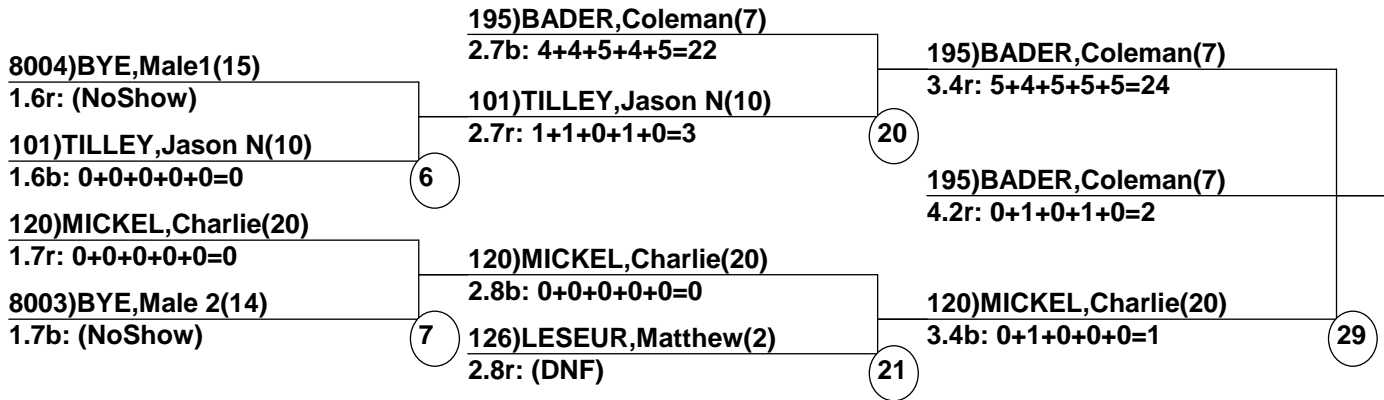 8004)BYE,Male1(15)
1.6r: (NoShow)
101)TILLEY,Jason N(10)
1.6b: 0+0+0+0+0=0
6
120)MICKEL,Charlie(20)
1.7r: 0+0+0+0+0=0
8003)BYE,Male 2(14)
1.7b: (NoShow)
7
195)BADER,Coleman(7)
2.7b: 4+4+5+4+5=22
101)TILLEY,Jason N(10)
2.7r: 1+1+0+1+0=3
20
120)MICKEL,Charlie(20)
2.8b: 0+0+0+0+0=0
126)LESEUR,Matthew(2)
2.8r: (DNF)
21
195)BADER,Coleman(7)
3.4r: 5+4+5+5+5=24
195)BADER,Coleman(7)
4.2r: 0+1+0+1+0=2
120)MICKEL,Charlie(20)
3.4b: 0+1+0+0+0=1
29